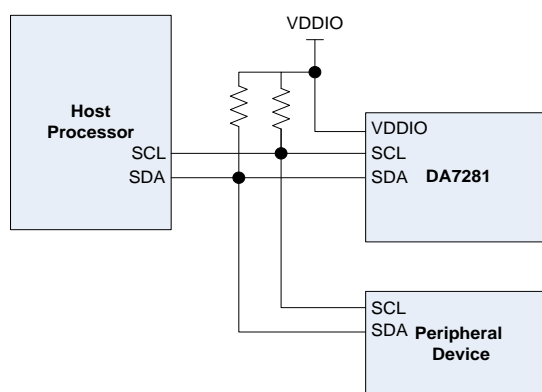 VDDIO
Host
Processor
SCL
SDA
VDDIO
SCL
SDA
DA7281
SCL
SDA
Peripheral
Device